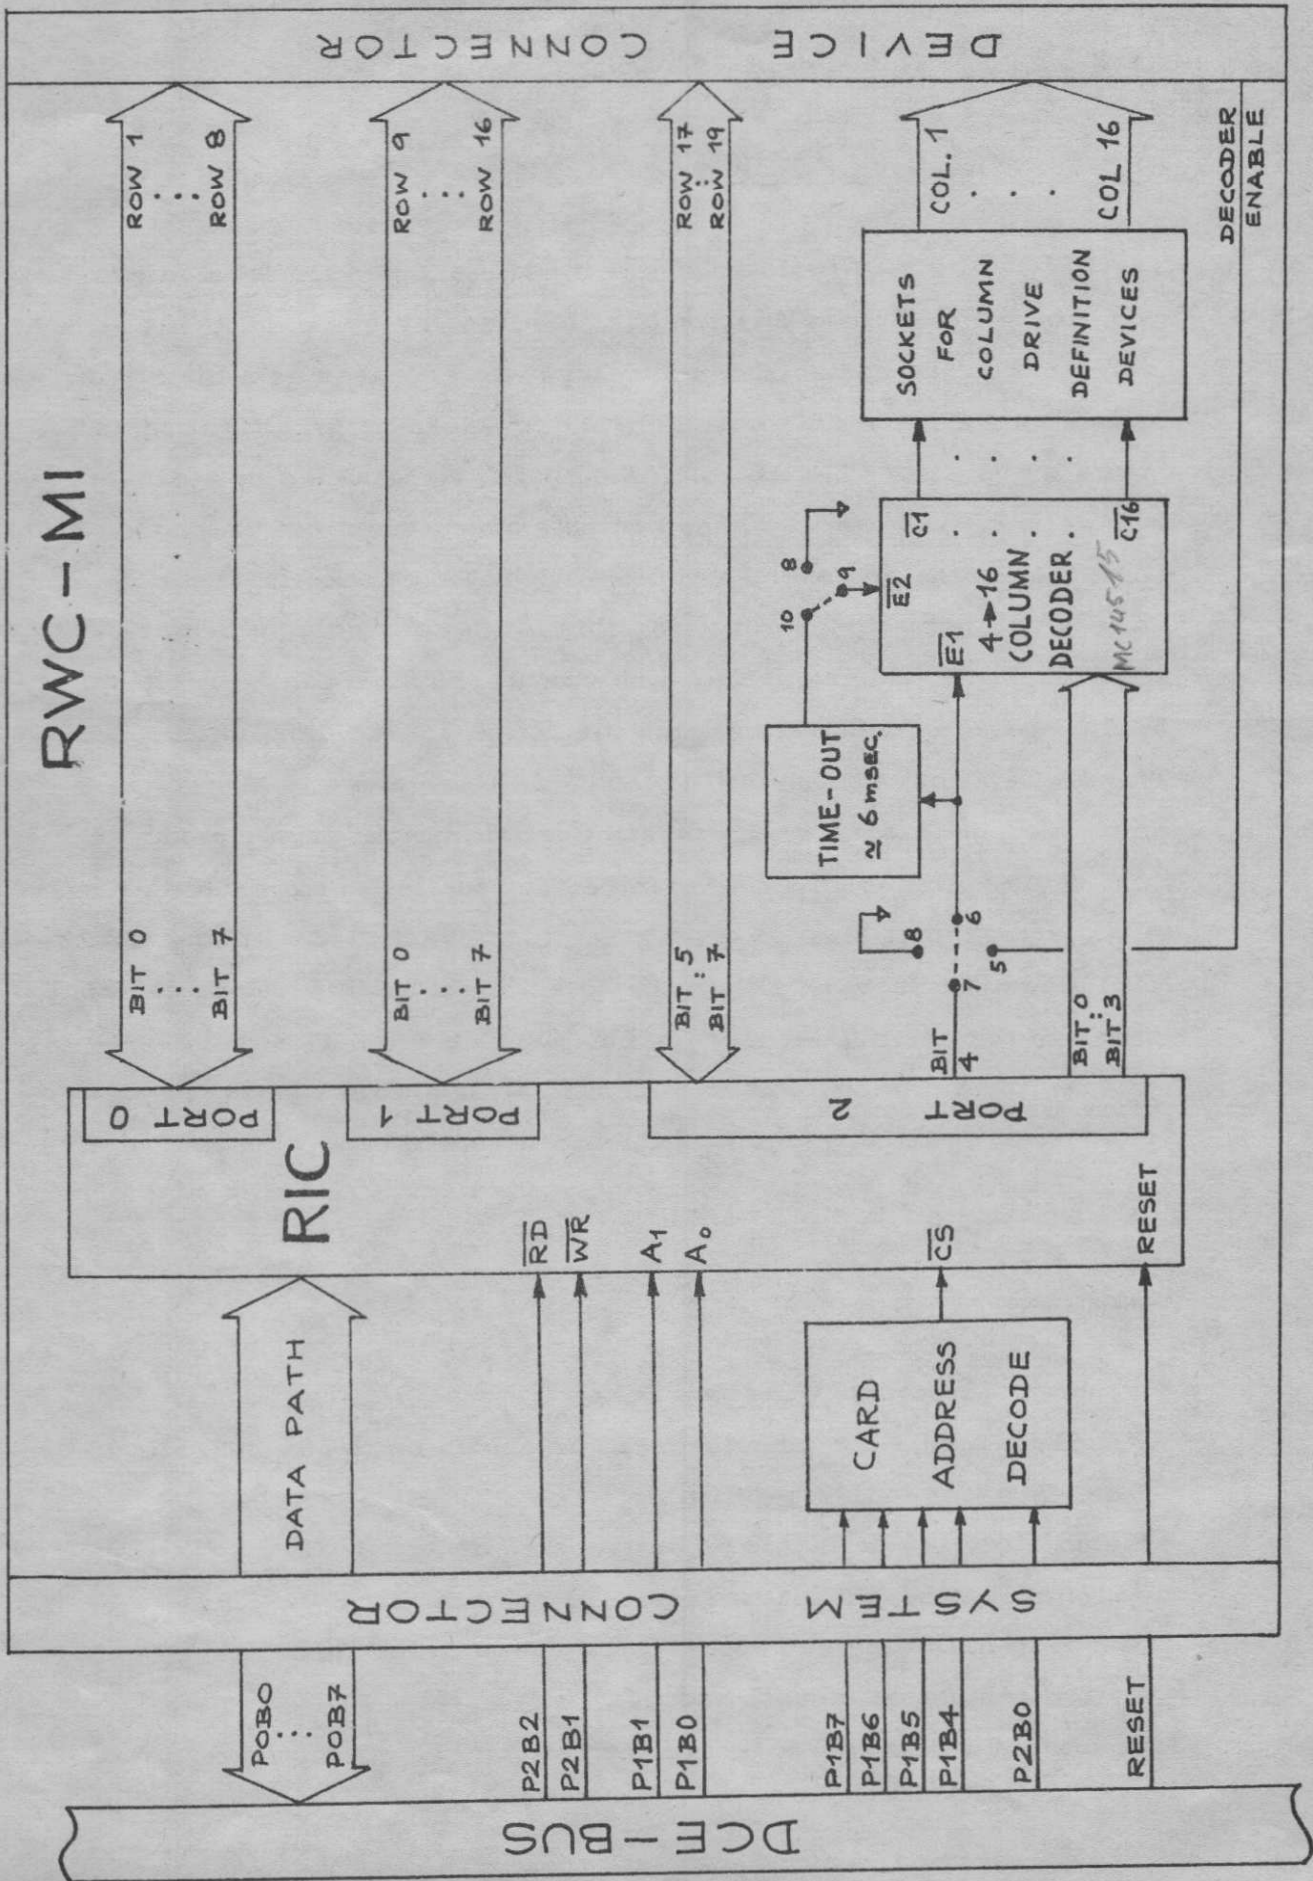 RWC-MI
DCE-BUS
P0B0
:
P0B7
P2B2
P2B1
P1B1
P1B0
P1B7
P1B6
P1B5
P1B4
P2B0
RESET
SYSTEM CONNECTOR
DATA PATH
CARD
ADDRESS
DECODE
RIC
RD
WR
A1
A0
CS
RESET
PORT 0
PORT 1
PORT 2
BIT 0
:
BIT 7
BIT 0
:
BIT 7
BIT 5
:
BIT 7
BIT
4
BIT 0
:
BIT 3
7
8
6
5
TIME-OUT
≃ 6 msec.
10
8
9
E2
E1
4→16
COLUMN
DECODER
MC14515
C1
C16
SOCKETS
FOR
COLUMN
DRIVE
DEFINITION
DEVICES
ROW 1
:
ROW 8
ROW 9
:
ROW 16
ROW 17
:
ROW 19
COL. 1
COL 16
DECODER
ENABLE
DEVICE CONNECTOR